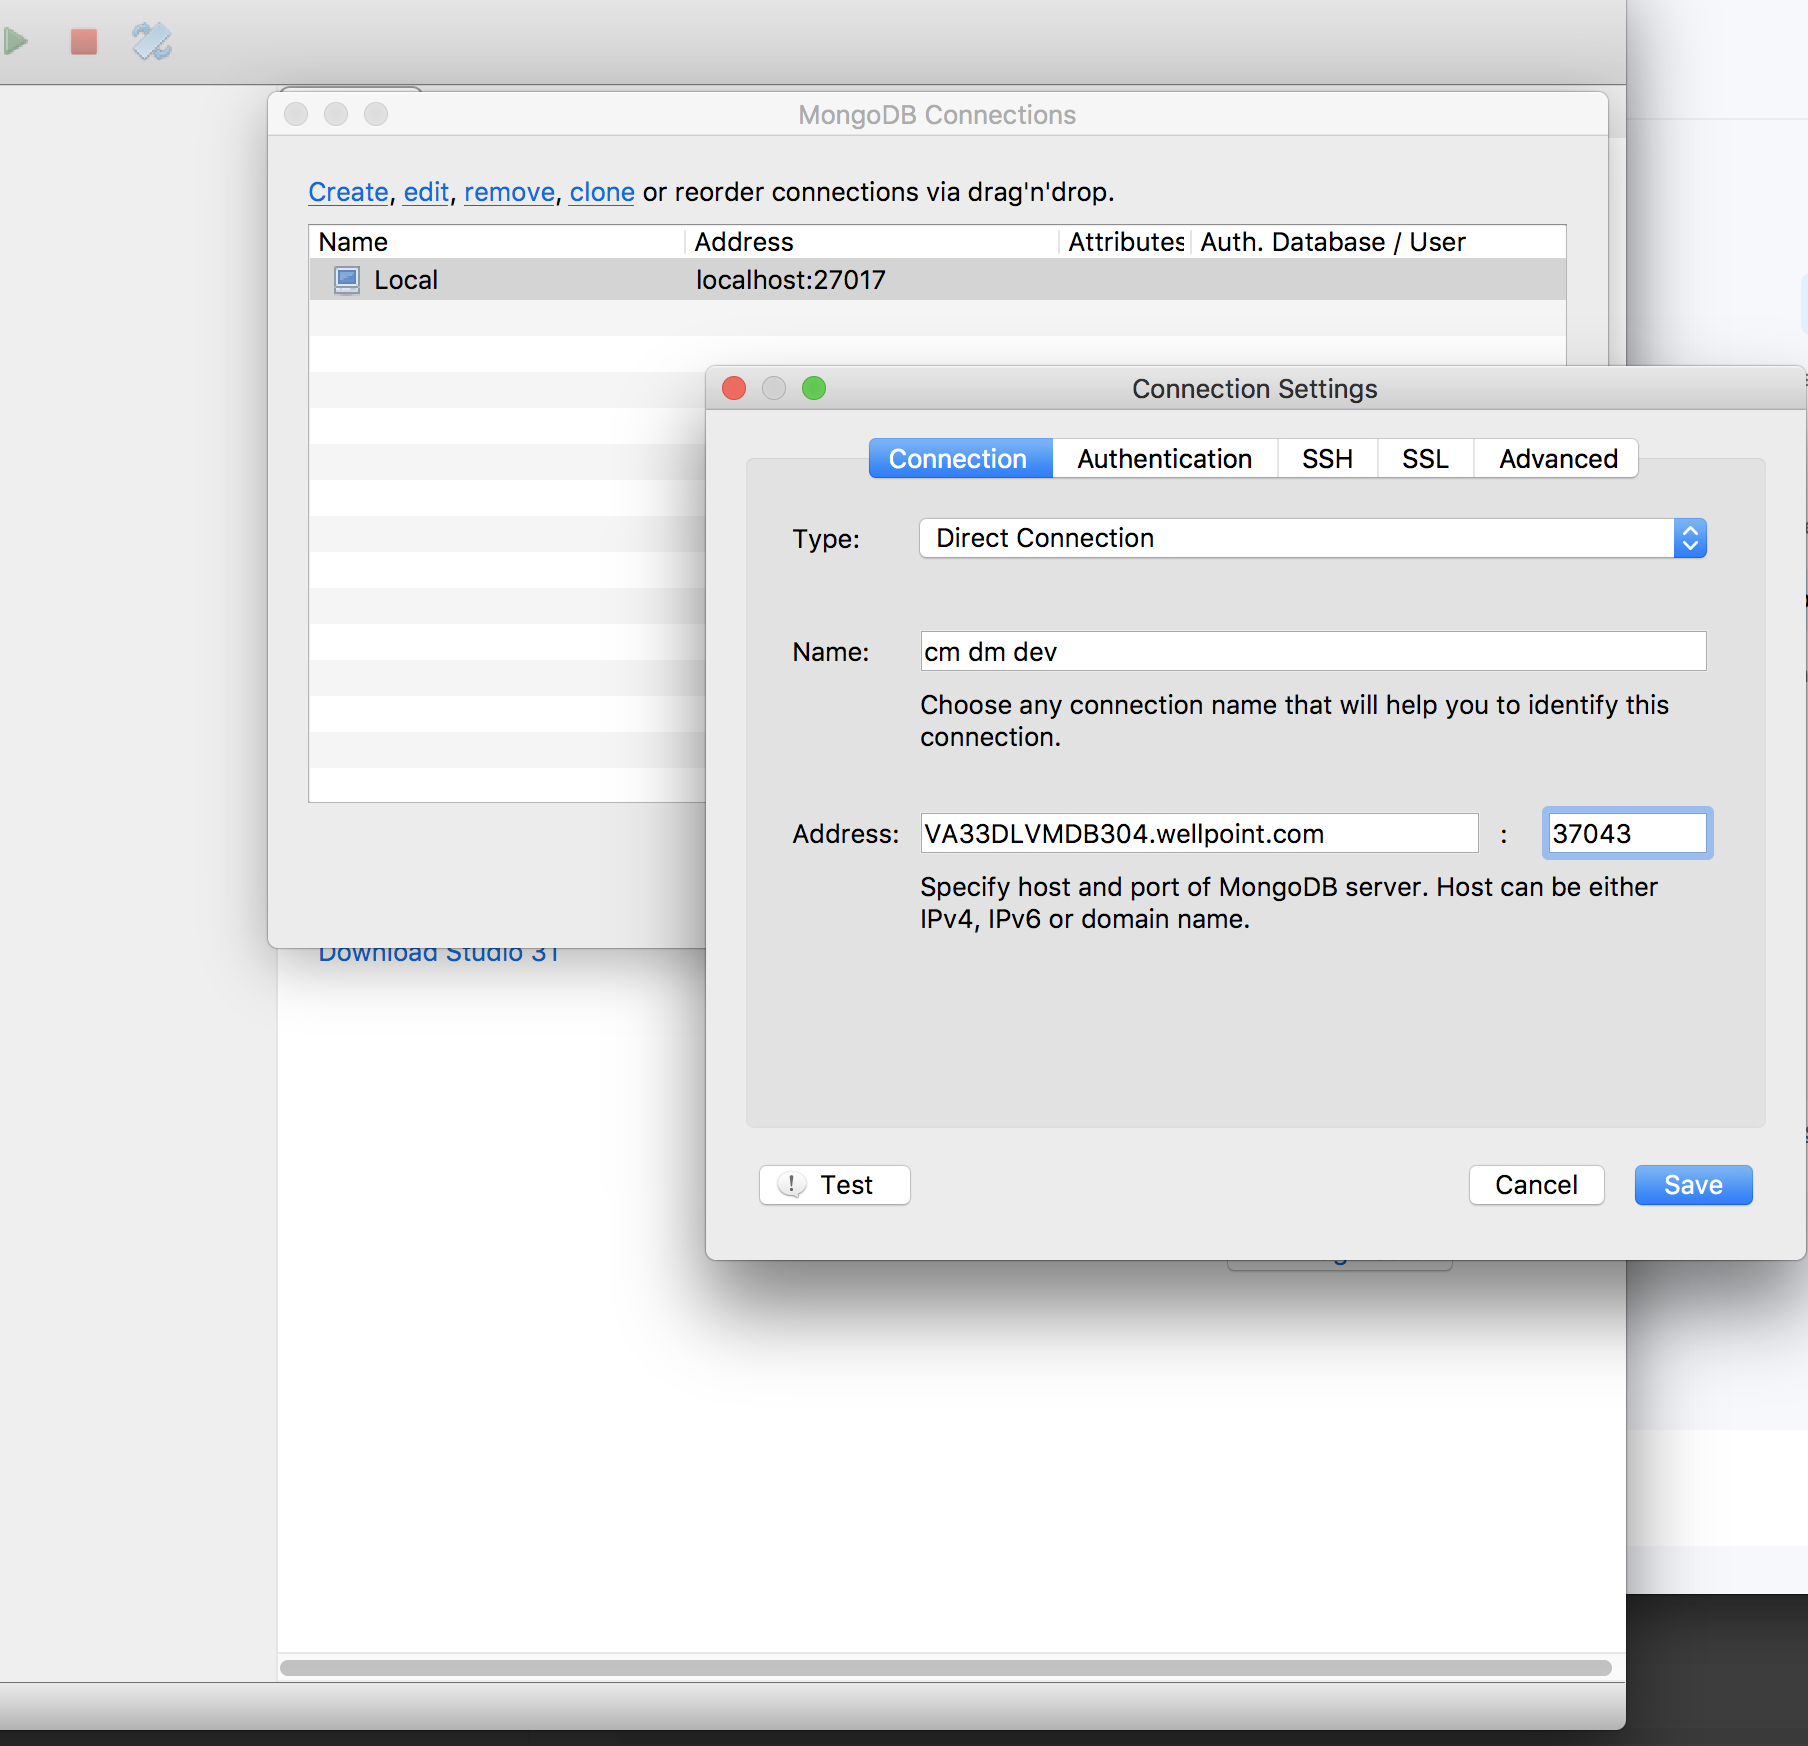 MongoDB Connections
Create, edit, remove, clone or reorder connections via drag'n'drop.
Name Address Attributes Auth. Database / User
Local localhost:27017
Connection Settings
Connection Authentication SSH SSL Advanced
Type: Direct Connection
Name: cm dm dev
Choose any connection name that will help you to identify this
connection.
Address: VA33DLVMDB304.wellpoint.com : 37043
Specify host and port of MongoDB server. Host can be either
IPv4, IPv6 or domain name.
Download Studio 3T
! Test Cancel Save